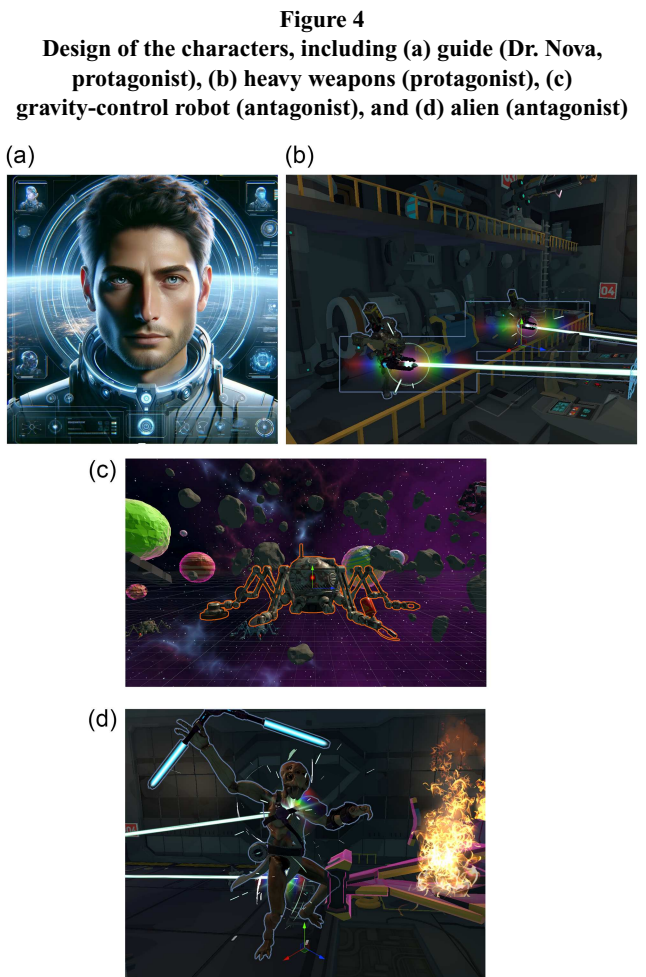 Figure 4
Design of the characters, including (a) guide (Dr. Nova,
protagonist), (b) heavy weapons (protagonist), (c)
gravity-control robot (antagonist), and (d) alien (antagonist)
(a)
(b)
04
(c)
(d)